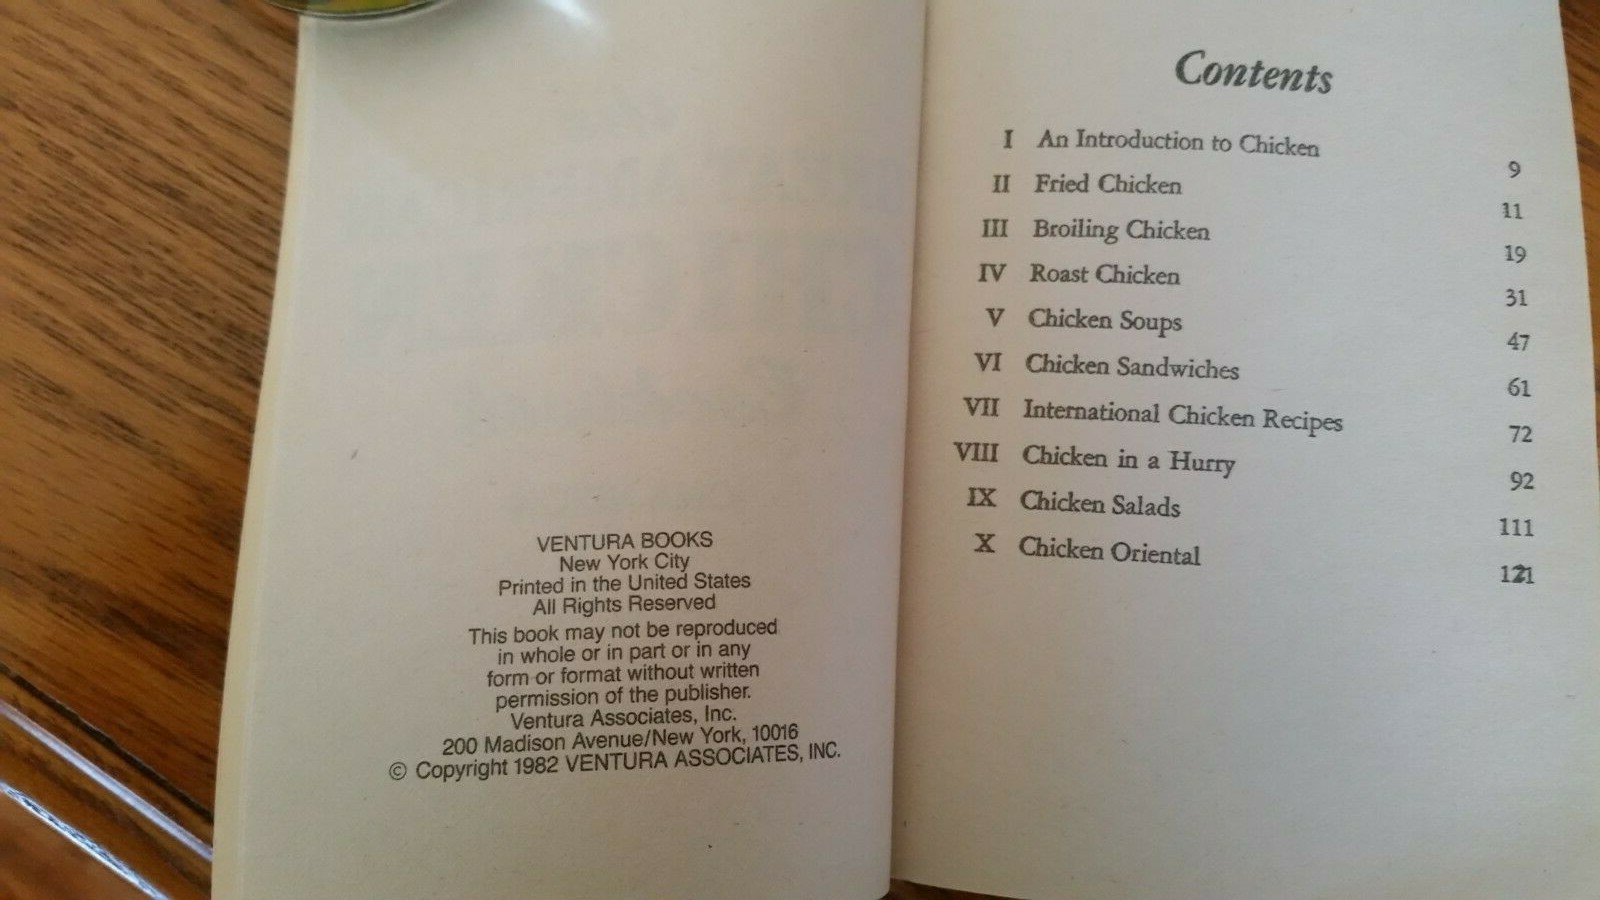 VENTURA BOOKS
New York City
Printed in the United States
All Rights Reserved
This book may not be reproduced
in whole or in part or in any
form or format without written
permission of the publisher.
Ventura Associates, Inc.
200 Madison Avenue/New York, 10016
© Copyright 1982 VENTURA ASSOCIATES, INC.
Contents
I An Introduction to Chicken 9
II Fried Chicken 11
III Broiling Chicken 19
IV Roast Chicken 31
V Chicken Soups 47
VI Chicken Sandwiches 61
VII International Chicken Recipes 72
VIII Chicken in a Hurry 92
IX Chicken Salads 111
X Chicken Oriental 121